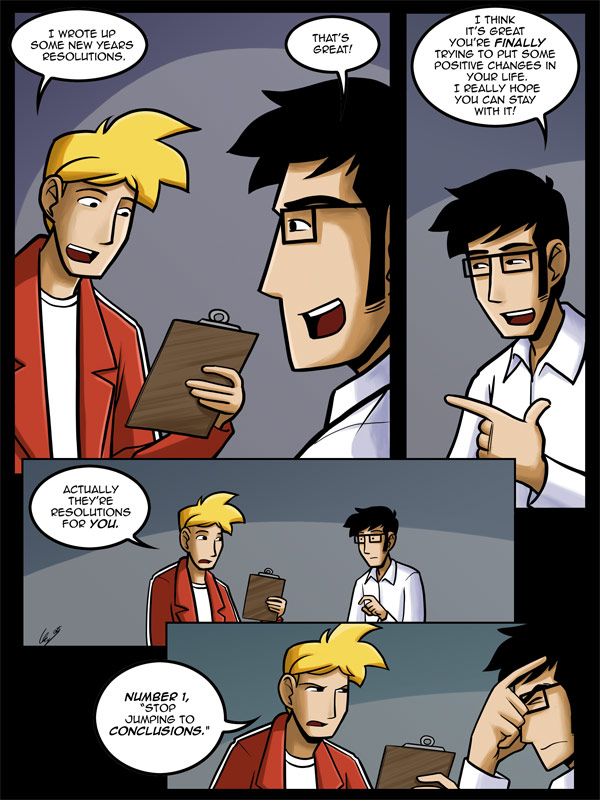 I WROTE UP
SOME NEW YEARS
RESOLUTIONS.
THAT'S
GREAT!
I THINK
IT'S GREAT
YOU'RE FINALLY
TRYING TO PUT SOME
POSITIVE CHANGES IN
YOUR LIFE.
I REALLY HOPE
YOU CAN STAY
WITH IT!
ACTUALLY
THEY'RE
RESOLUTIONS
FOR YOU.
NUMBER 1,
"STOP
JUMPING TO
CONCLUSIONS."